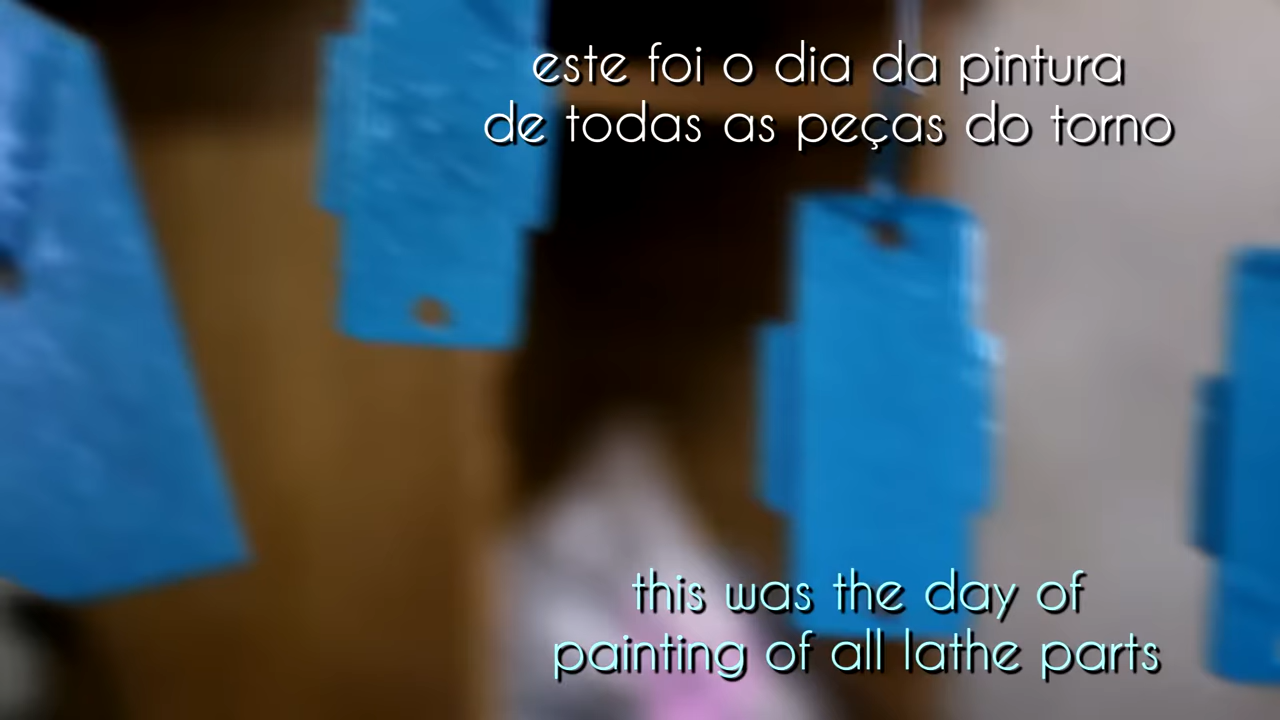 este foi o dia da pintura
de todas as peças do torno
this was the day of
painting of all lathe parts